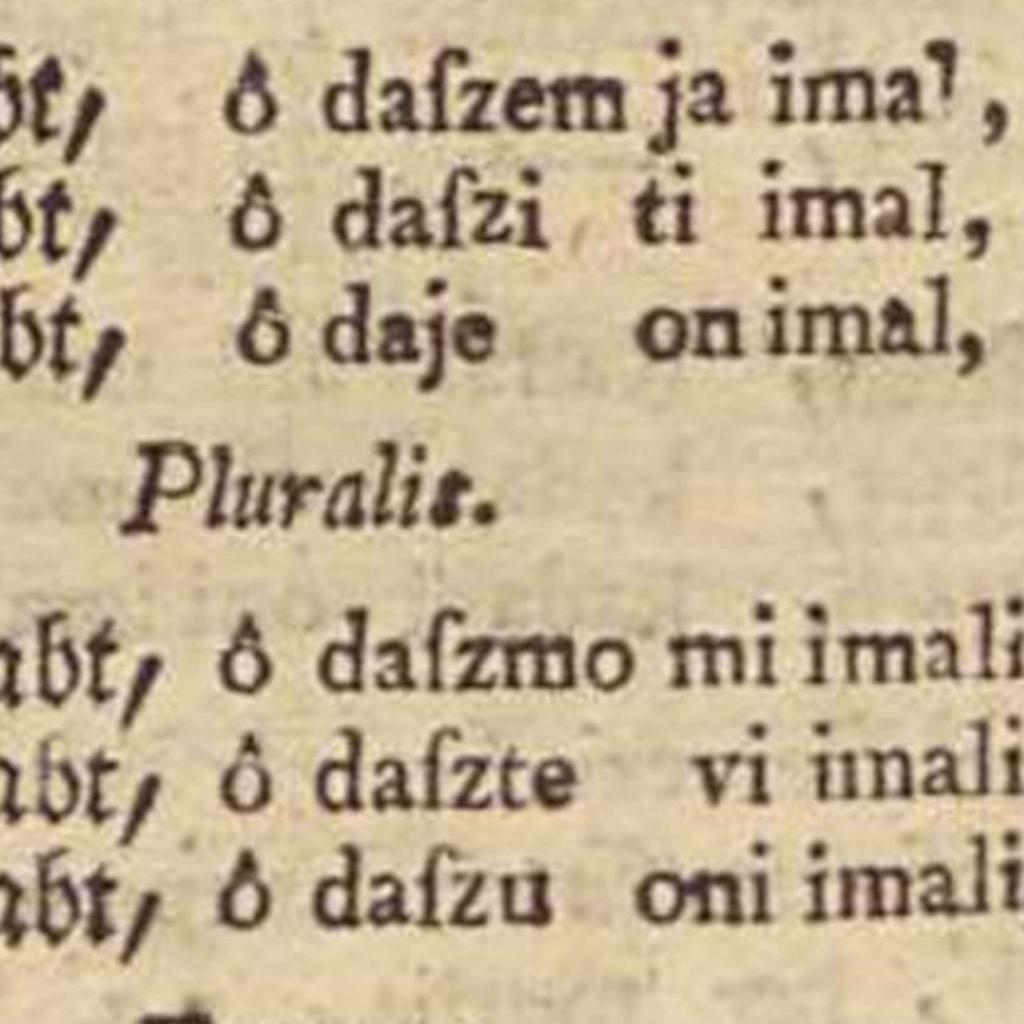 bt, ô daſzem ja imal,
bt, ô daſzi ti imal,
bt, ô daje on imal,
Pluralis.
abt, ô daſzmo mi imali
abt, ô daſzte vi imali
abt, ô daſzu oni imali